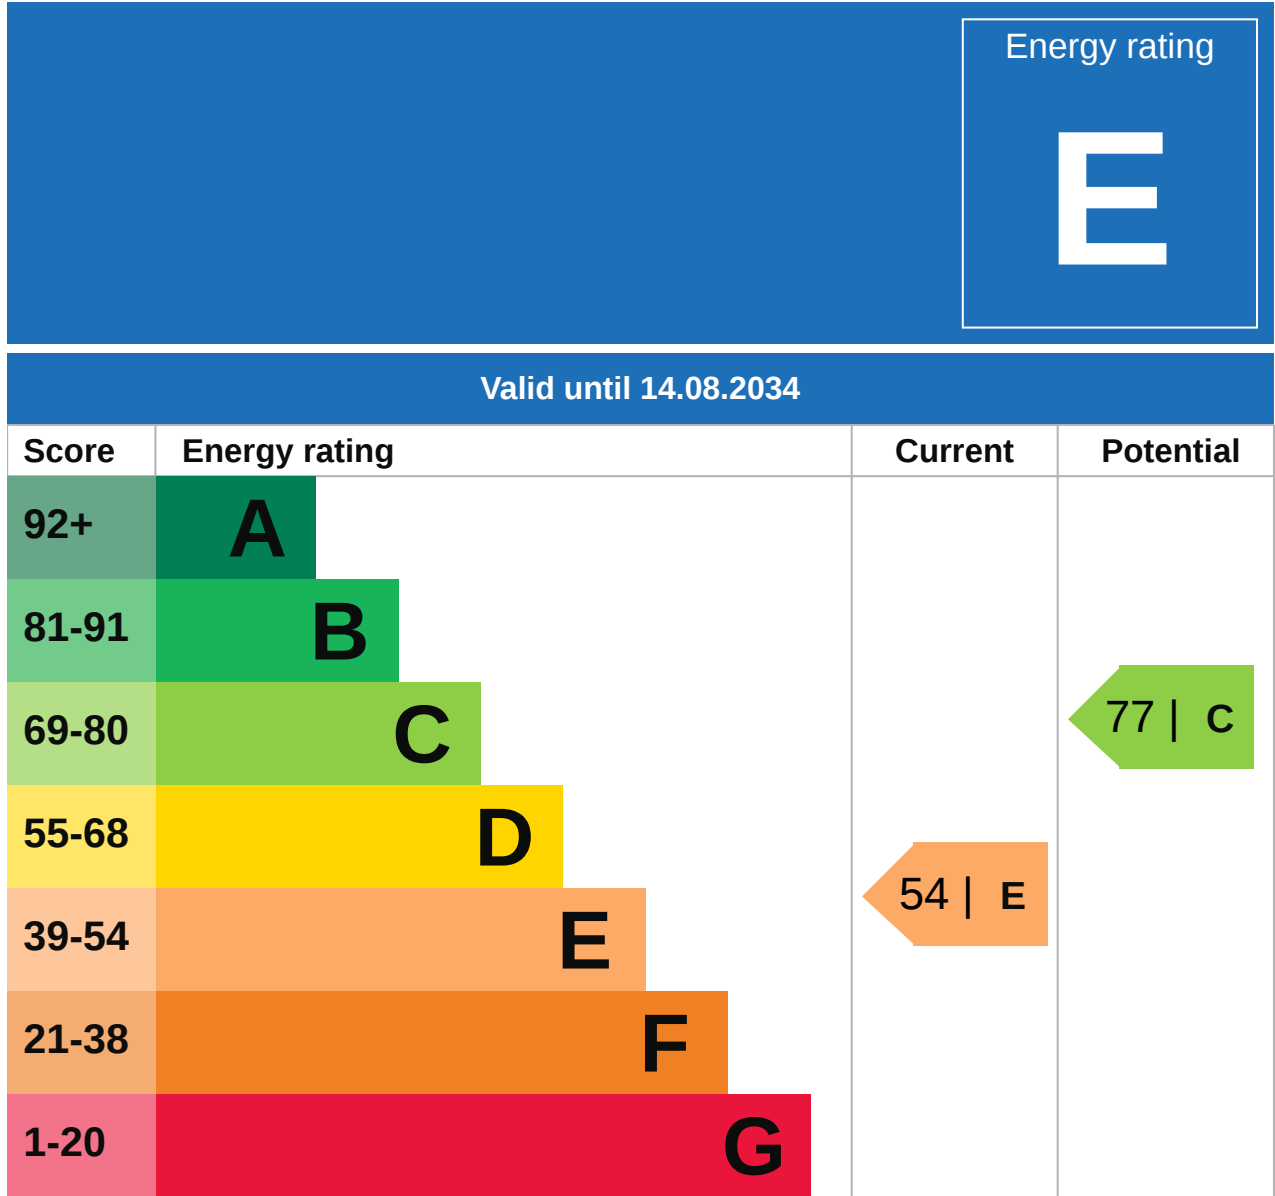 Energy rating
E
Valid until 14.08.2034
Score Energy rating Current Potential
92+ A
81-91 B
69-80 C
77 | C
55-68 D
54 | E
39-54 E
21-38 F
1-20 G